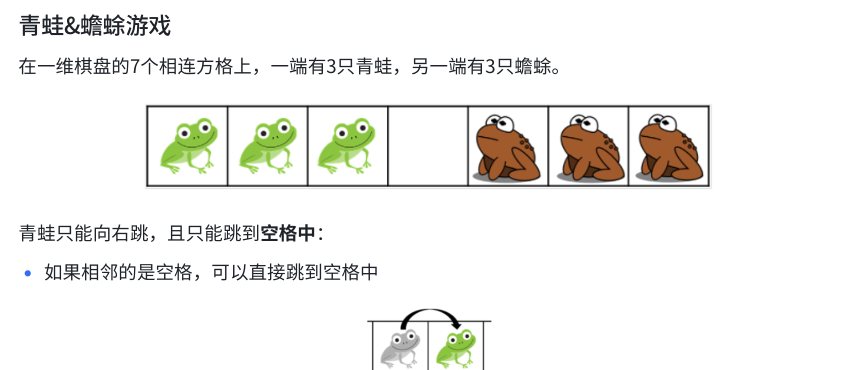 青蛙&蟾蜍游戏
在一维棋盘的7个相连方格上，一端有3只青蛙，另一端有3只蟾蜍。
青蛙只能向右跳，且只能跳到空格中：
如果相邻的是空格，可以直接跳到空格中